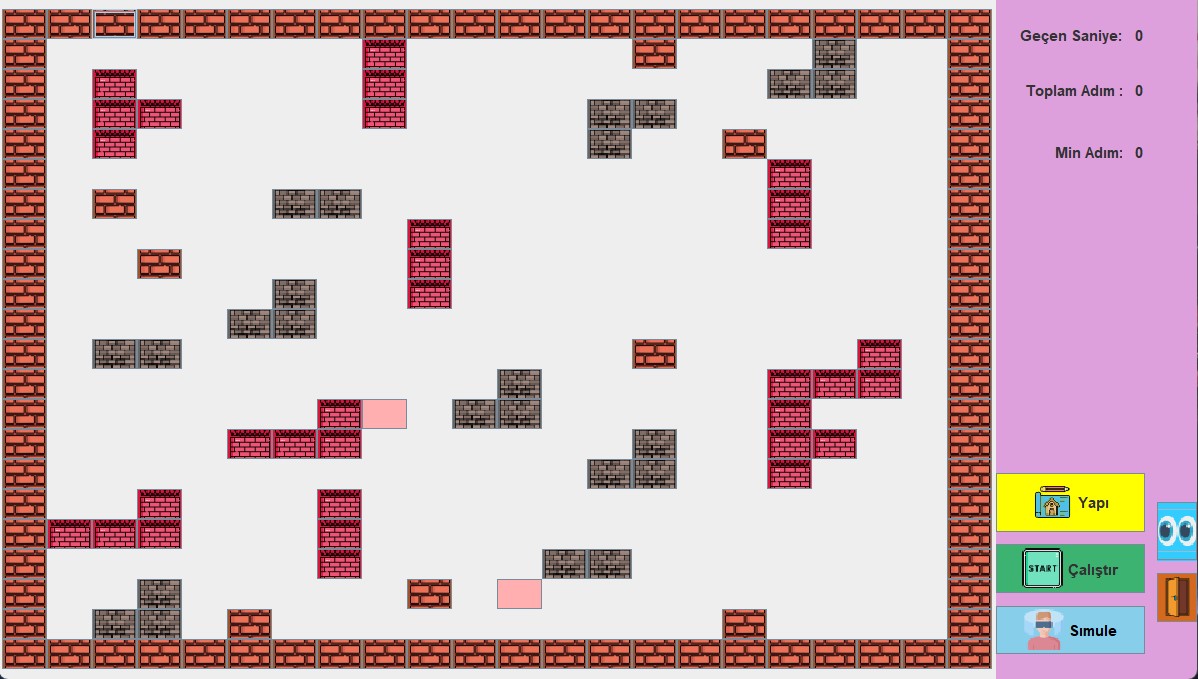 Geçen Saniye: 0
Toplam Adım : 0
Min Adım: 0
Yapı
START Çalıştır
Sımule